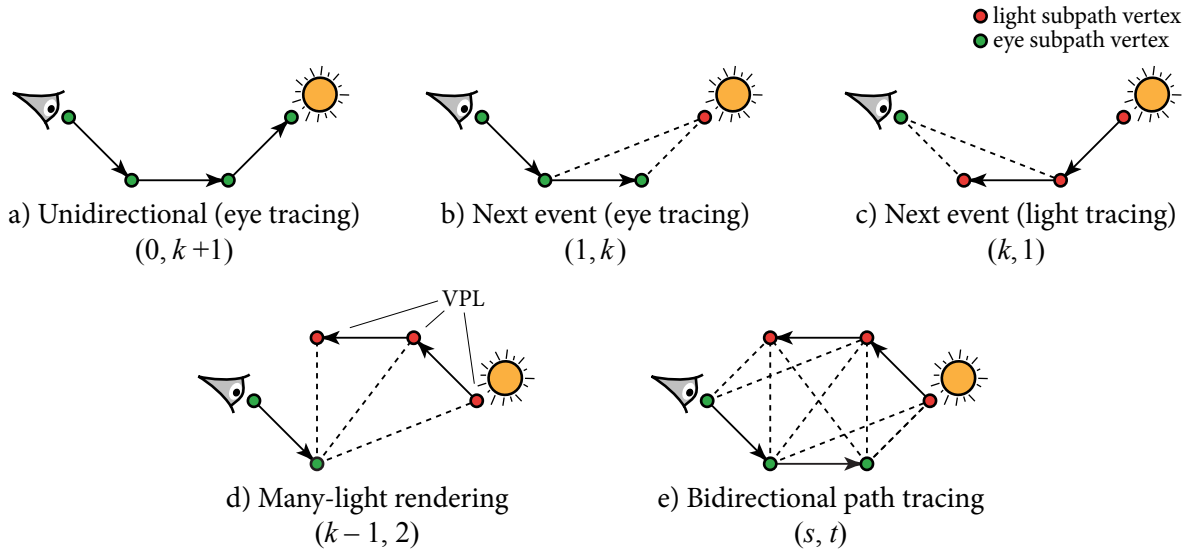 light subpath vertex
eye subpath vertex
a) Unidirectional (eye tracing)
(0, k +1)
b) Next event (eye tracing)
(1, k)
c) Next event (light tracing)
(k, 1)
VPL
d) Many-light rendering
(k – 1, 2)
e) Bidirectional path tracing
(s, t)